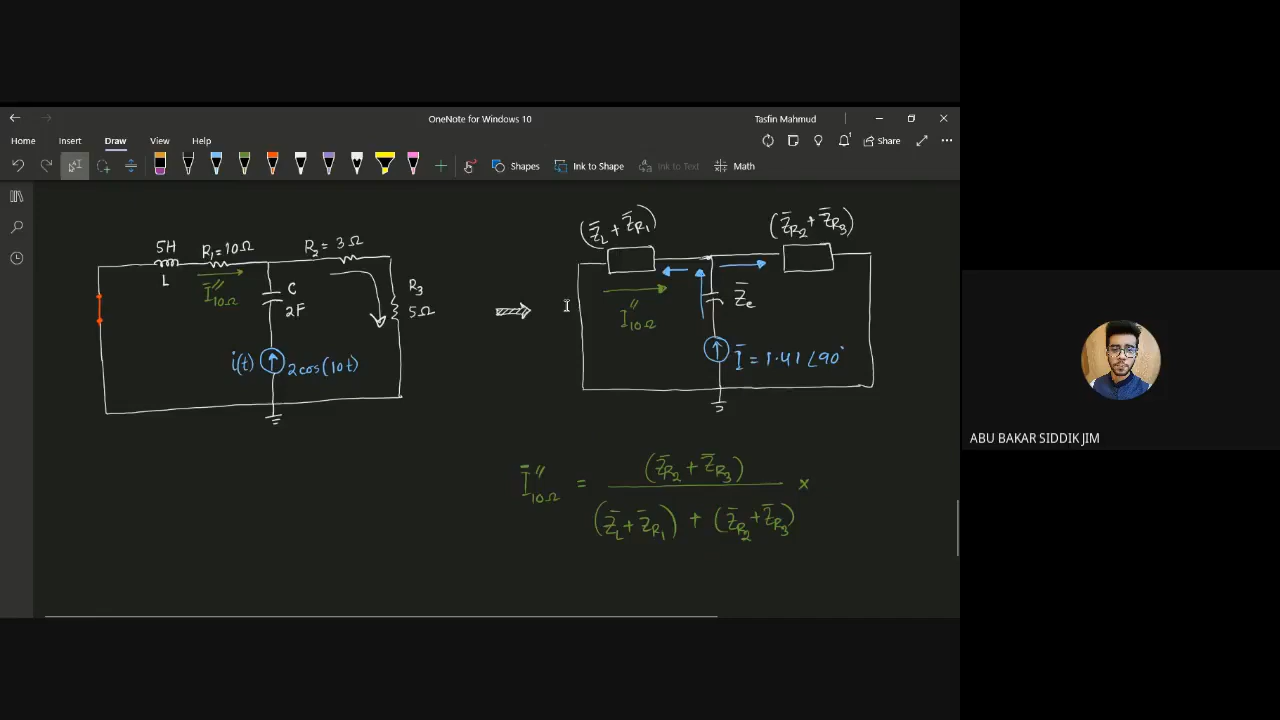 OneNote for Windows 10
Tasfin Mahmud
Home Insert Draw View Help
Shapes Ink to Shape Ink to Text Math Share
5H
L
R₁=10Ω
R₂ = 3Ω
Ī″10Ω
C
2F
R₃
5Ω
i(t)
2cos(10t)
(Z̄L + Z̄R₁)
(Z̄R₂ + Z̄R₃)
Ī″10Ω
Z̄c
Ī = 1.41 ∠90°
Ī″10Ω = (Z̄R₂ + Z̄R₃) / (Z̄L + Z̄R₁) + (Z̄R₂ + Z̄R₃) ×
ABU BAKAR SIDDIK JIM